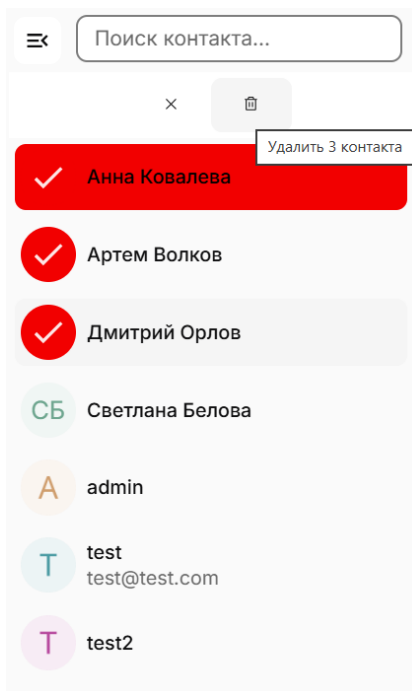 Поиск контакта...
Удалить 3 контакта
Анна Ковалева
Артем Волков
Дмитрий Орлов
СБ
Светлана Белова
A
admin
T
test
test@test.com
T
test2